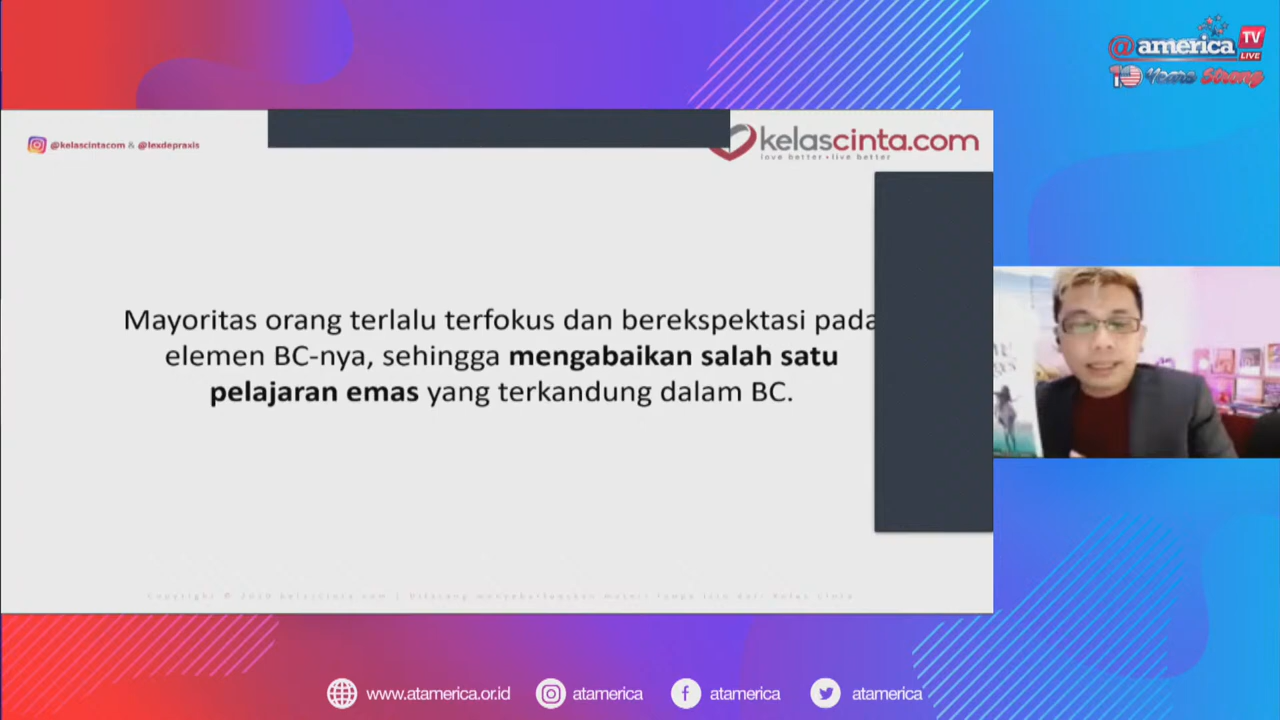 @america
TV
LIVE
10 Years Strong
@kelascintacom & @lexdepraxis
kelascinta.com
love better • live better
Mayoritas orang terlalu terfokus dan berekspektasi pada
elemen BC-nya, sehingga mengabaikan salah satu
pelajaran emas yang terkandung dalam BC.
www.atamerica.or.id
atamerica
atamerica
atamerica